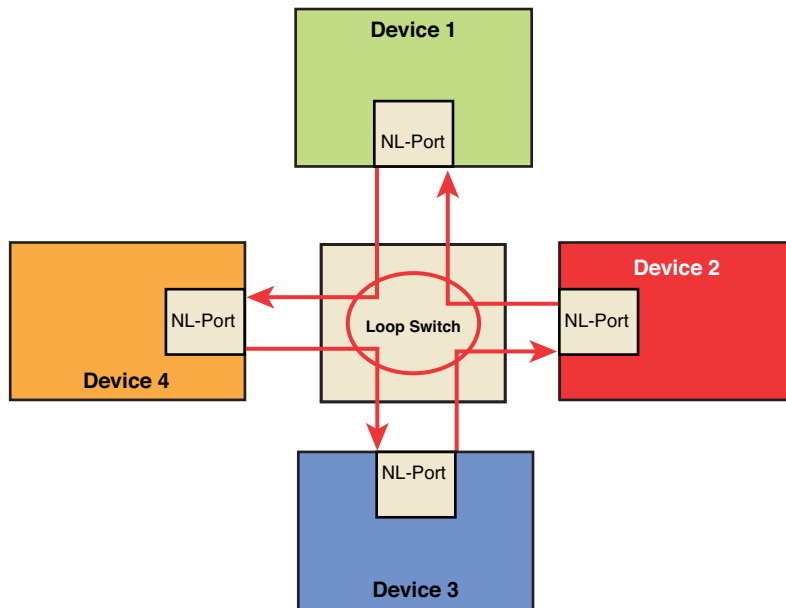 Device 1
NL-Port
Device 2
NL-Port
Loop Switch
NL-Port
Device 4
NL-Port
Device 3